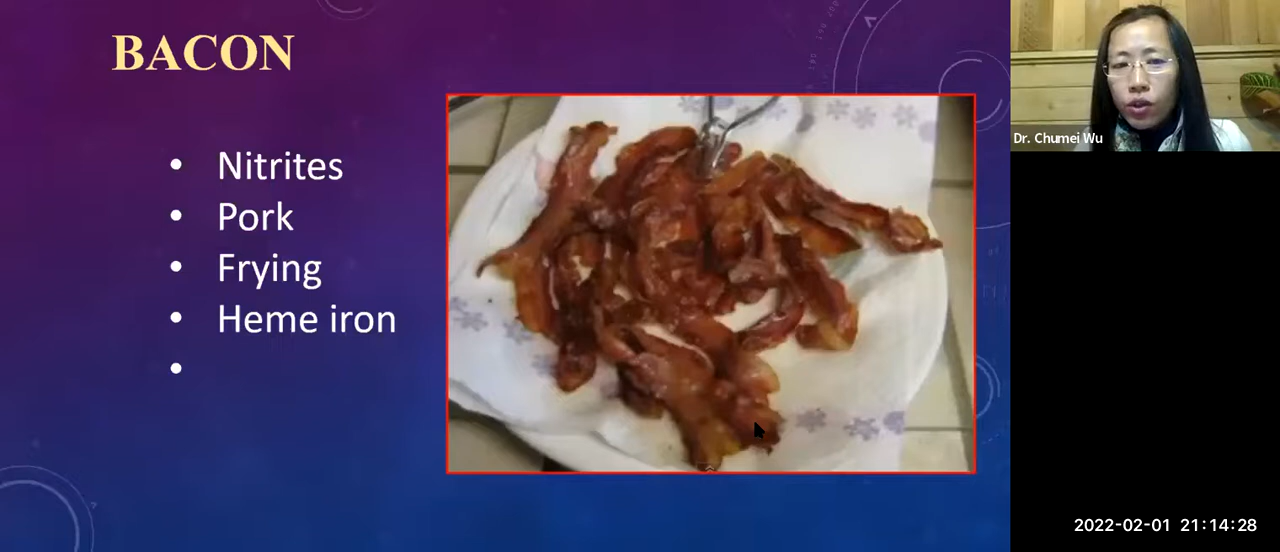 BACON
• Nitrites
• Pork
• Frying
• Heme iron
•
Dr. Chumei Wu
2022-02-01 21:14:28